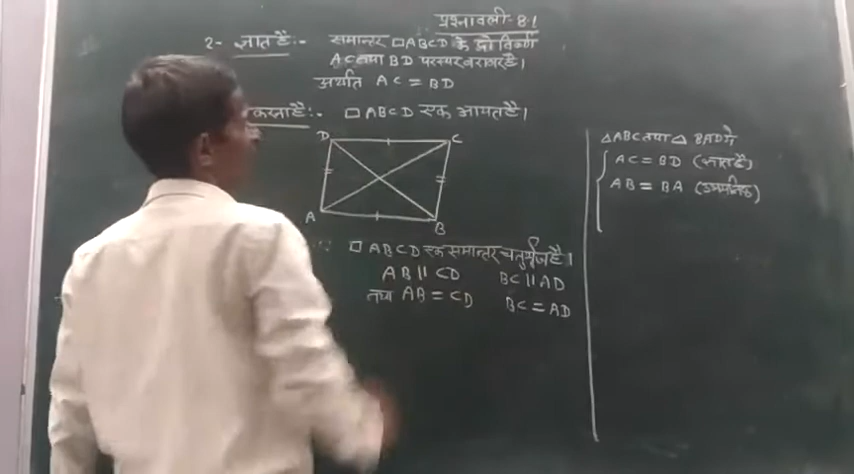 प्रश्नावली-8.1
2- ज्ञात है:- समान्तर □ABCD के दो विकर्ण
AC तथा BD परस्पर बराबर है।
अर्थात AC = BD
करना है:- □ABCD एक आयत है।
D C
A B
□ABCD एक समान्तर चतुर्भुज है।
AB || CD BC || AD
तथा AB = CD BC = AD
△ABC तथा △BAD में
AC = BD (ज्ञात है)
AB = BA (उभयनिष्ठ)